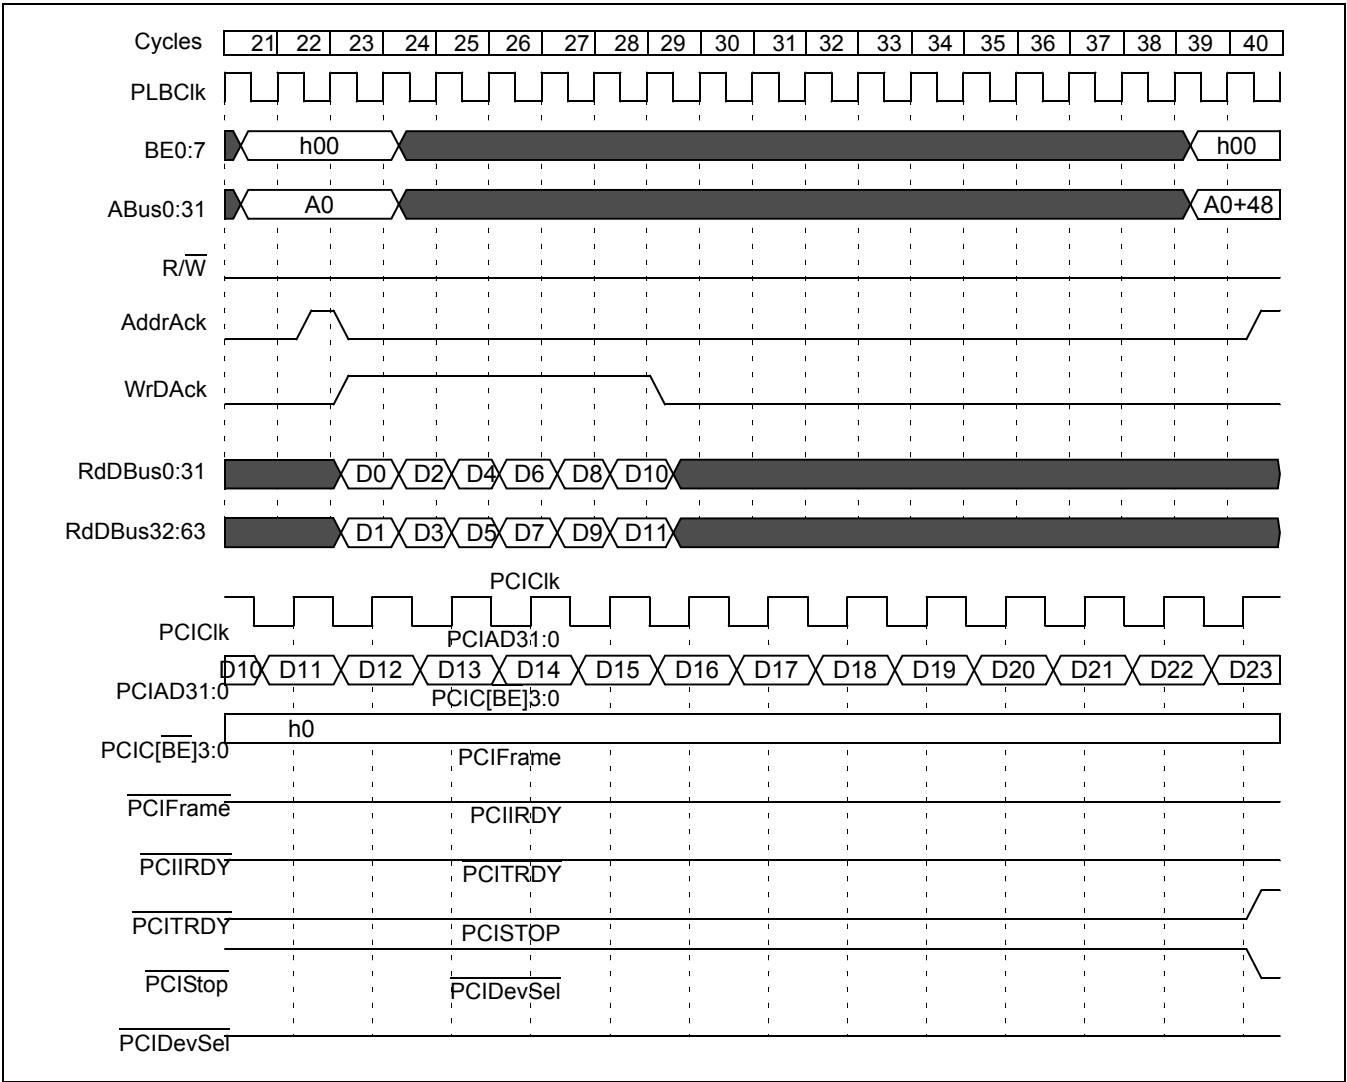 Cycles 21 22 23 24 25 26 27 28 29 30 31 32 33 34 35 36 37 38 39 40
PLBClk
BE0:7 h00 h00
ABus0:31 A0 A0+48
R/W
AddrAck
WrDAck
RdDBus0:31 D0 D2 D4 D6 D8 D10
RdDBus32:63 D1 D3 D5 D7 D9 D11
PCIClk
PCIClk
PCIAD31:0
D10 D11 D12 D13 D14 D15 D16 D17 D18 D19 D20 D21 D22 D23
PCIAD31:0
PCIC[BE]3:0
h0
PCIC[BE]3:0
PCIFrame
PCIFrame
PCIIRDY
PCIIRDY
PCITRDY
PCITRDY
PCISTOP
PCIStop
PCIDevSel
PCIDevSel